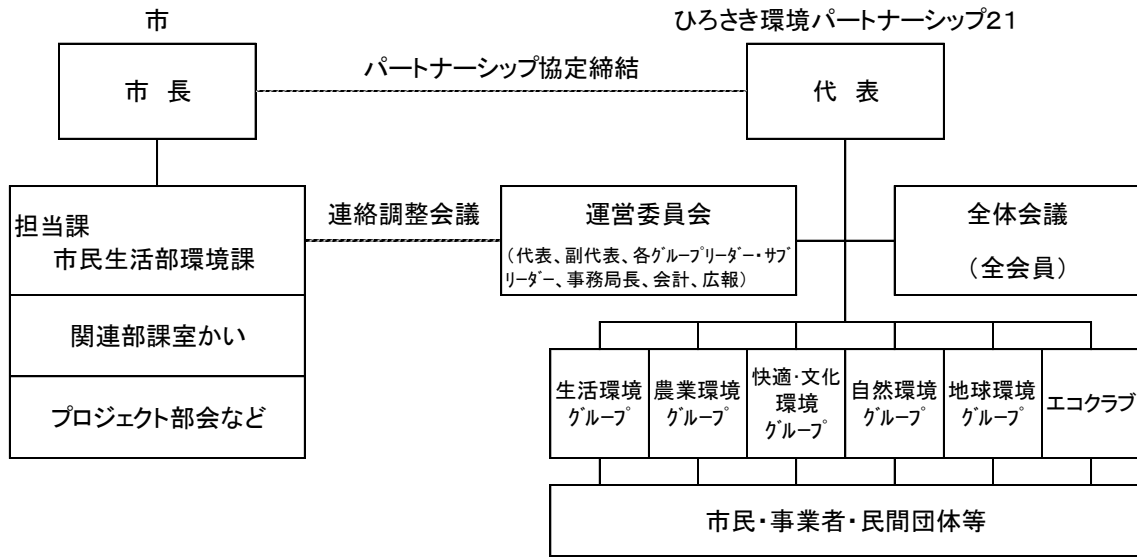 市
ひろさき環境パートナーシップ21
市 長
パートナーシップ協定締結
代 表
担当課
市民生活部環境課
連絡調整会議
運営委員会
（代表、副代表、各ｸﾞﾙｰﾌﾟﾘｰﾀﾞｰ・ｻﾌﾞ
ﾘｰﾀﾞｰ、事務局長、会計、広報）
全体会議
（全会員）
関連部課室かい
プロジェクト部会など
生活環境
ｸﾞﾙｰﾌﾟ
農業環境
ｸﾞﾙｰﾌﾟ
快適・文化
環境
ｸﾞﾙｰﾌﾟ
自然環境
ｸﾞﾙｰﾌﾟ
地球環境
ｸﾞﾙｰﾌﾟ
エコクラブ
市民・事業者・民間団体等